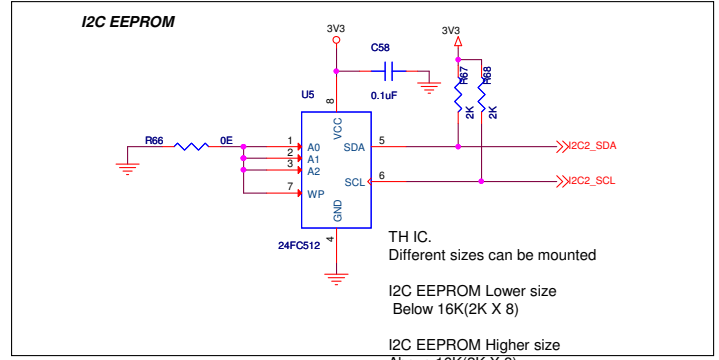 I2C EEPROM
3V3
3V3
C58
0.1uF
R67
2K
R68
2K
U5
8
VCC
R66
0E
1
A0
2
A1
3
A2
7
WP
SDA
5
I2C2_SDA
SCL
6
I2C2_SCL
GND
4
24FC512
TH IC.
Different sizes can be mounted
I2C EEPROM Lower size
Below 16K(2K X 8)
I2C EEPROM Higher size